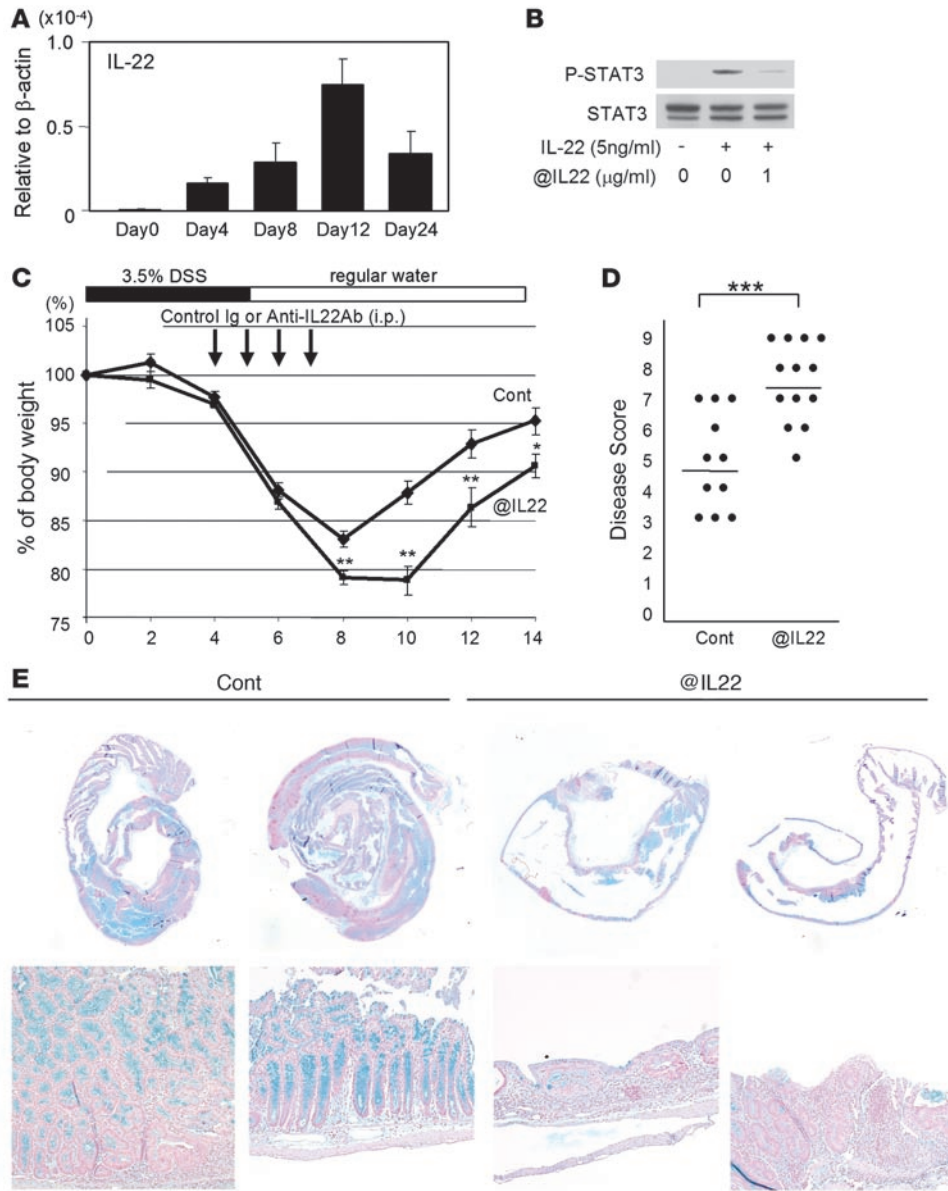 A (x10⁻⁴)
1.0
0.5
0
Relative to β-actin
IL-22
Day0 Day4 Day8 Day12 Day24
B
P-STAT3
STAT3
IL-22 (5ng/ml) - + +
@IL22 (µg/ml) 0 0 1
C
3.5% DSS regular water
(%)
Control Ig or Anti-IL22Ab (i.p.)
105
100
95
90
85
80
75
% of body weight
Cont
@IL22
**
**
**
*
0 2 4 6 8 10 12 14
D
***
9
8
7
6
5
4
3
2
1
0
Disease Score
Cont @IL22
E
Cont @IL22